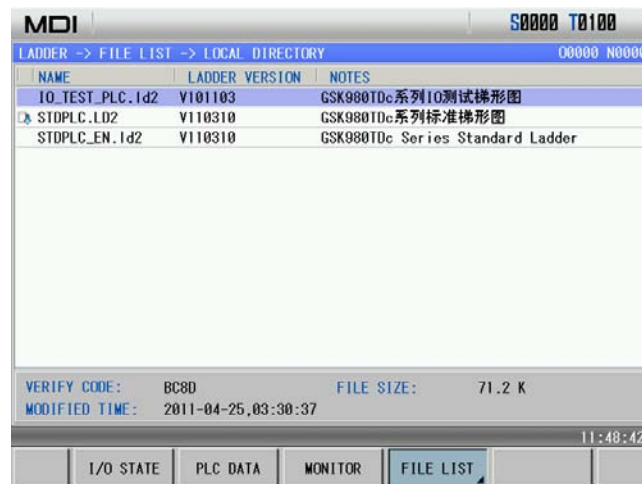 MDI S0000 T0100
LADDER -> FILE LIST -> LOCAL DIRECTORY O0000 N0000
NAME LADDER VERSION NOTES
IO_TEST_PLC.ld2 V101103 GSK980TDc系列IO测试梯形图
STDPLC.LD2 V110310 GSK980TDc系列标准梯形图
STDPLC_EN.ld2 V110310 GSK980TDc Series Standard Ladder
VERIFY CODE: BC8D FILE SIZE: 71.2 K
MODIFIED TIME: 2011-04-25,03:30:37
11:48:42
I/O STATE PLC DATA MONITOR FILE LIST